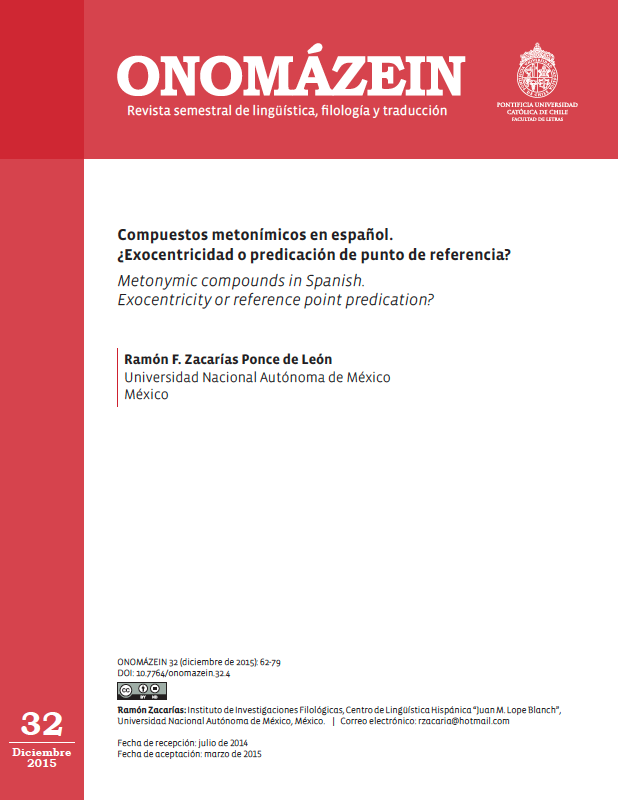 ONOMÁZEIN
Revista semestral de lingüística, filología y traducción
PONTIFICIA UNIVERSIDAD
CATÓLICA DE CHILE
FACULTAD DE LETRAS
Compuestos metonímicos en español.
¿Exocentricidad o predicación de punto de referencia?
Metonymic compounds in Spanish.
Exocentricity or reference point predication?
Ramón F. Zacarías Ponce de León
Universidad Nacional Autónoma de México
México
ONOMÁZEIN 32 (diciembre de 2015): 62-79
DOI: 10.7764/onomazein.32.4
cc BY NC
Ramón Zacarías: Instituto de Investigaciones Filológicas, Centro de Lingüística Hispánica "Juan M. Lope Blanch",
Universidad Nacional Autónoma de México, México. | Correo electrónico: rzacaria@hotmail.com
Fecha de recepción: julio de 2014
Fecha de aceptación: marzo de 2015
32
Diciembre
2015